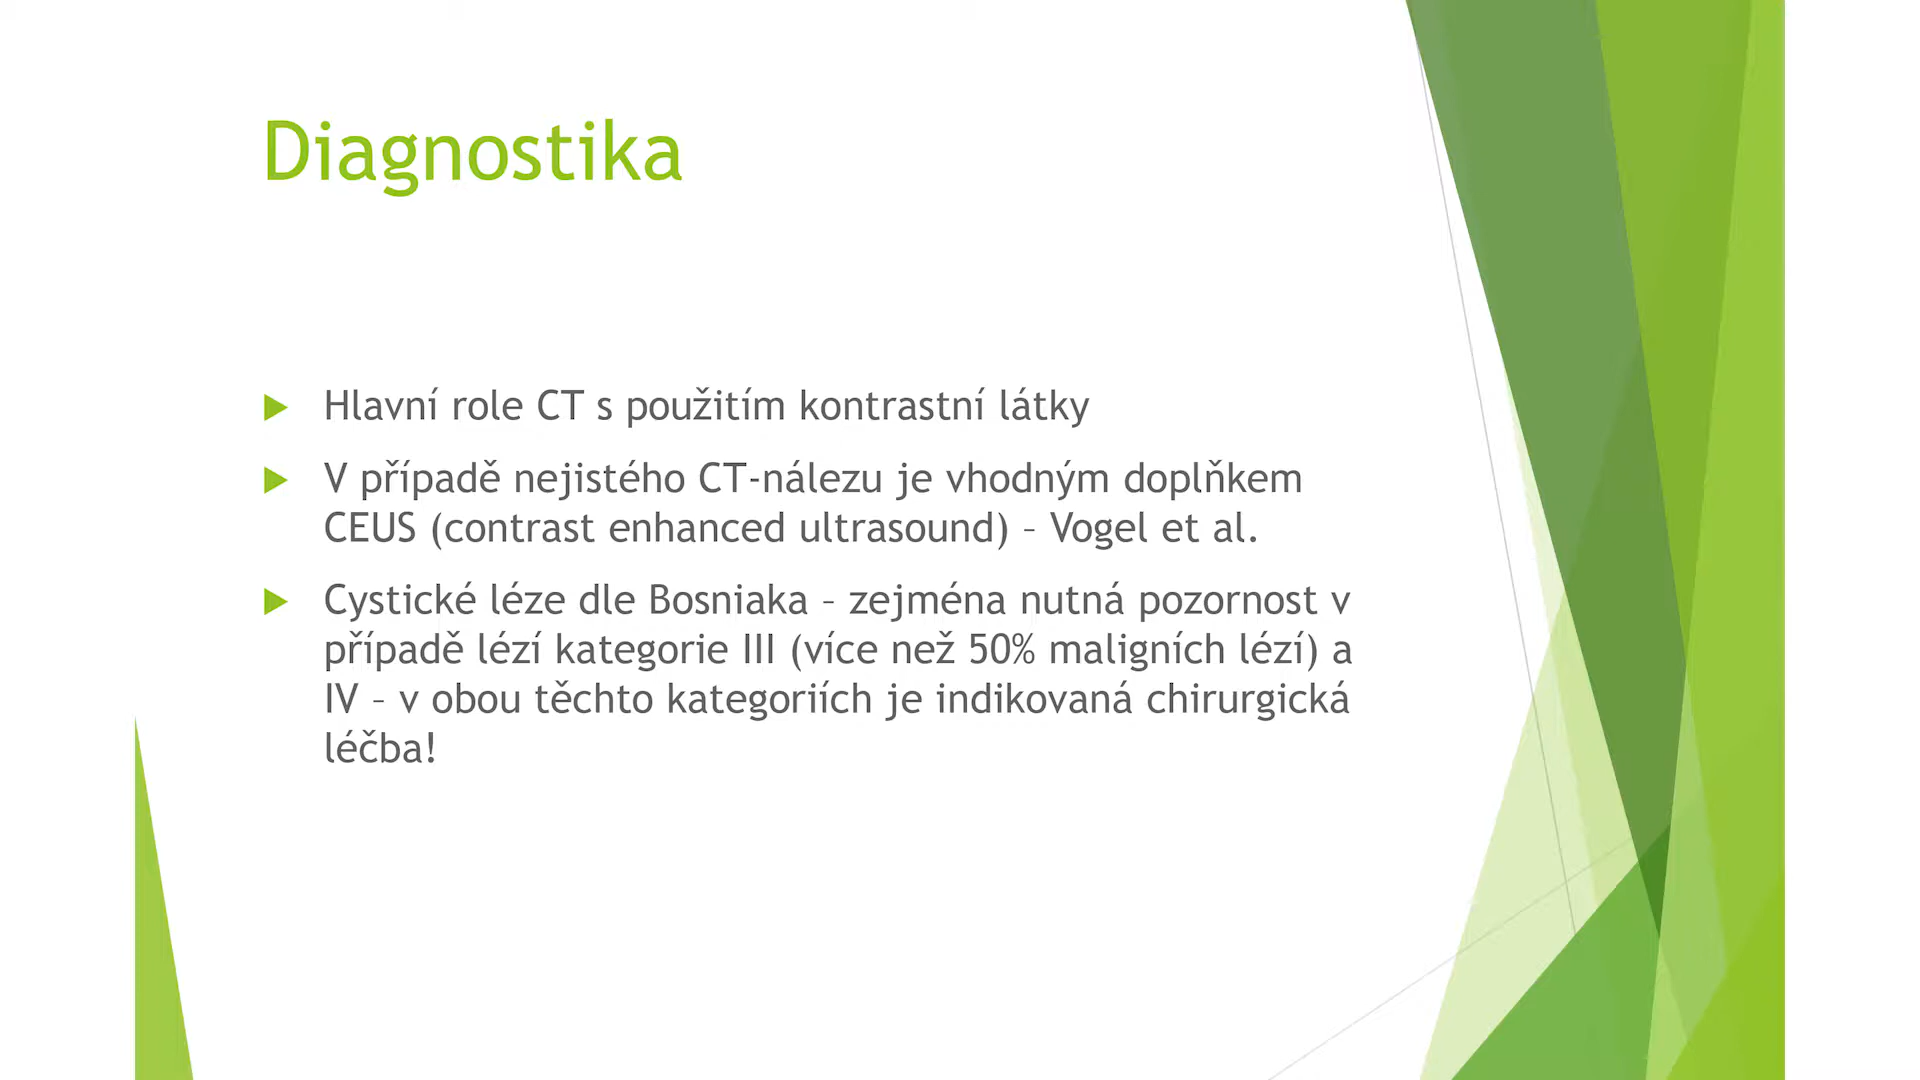 Diagnostika
Hlavní role CT s použitím kontrastní látky
V případě nejistého CT-nálezu je vhodným doplňkem
CEUS (contrast enhanced ultrasound) – Vogel et al.
Cystické léze dle Bosniaka – zejména nutná pozornost v
případě lézí kategorie III (více než 50% maligních lézí) a
IV – v obou těchto kategoriích je indikovaná chirurgická
léčba!